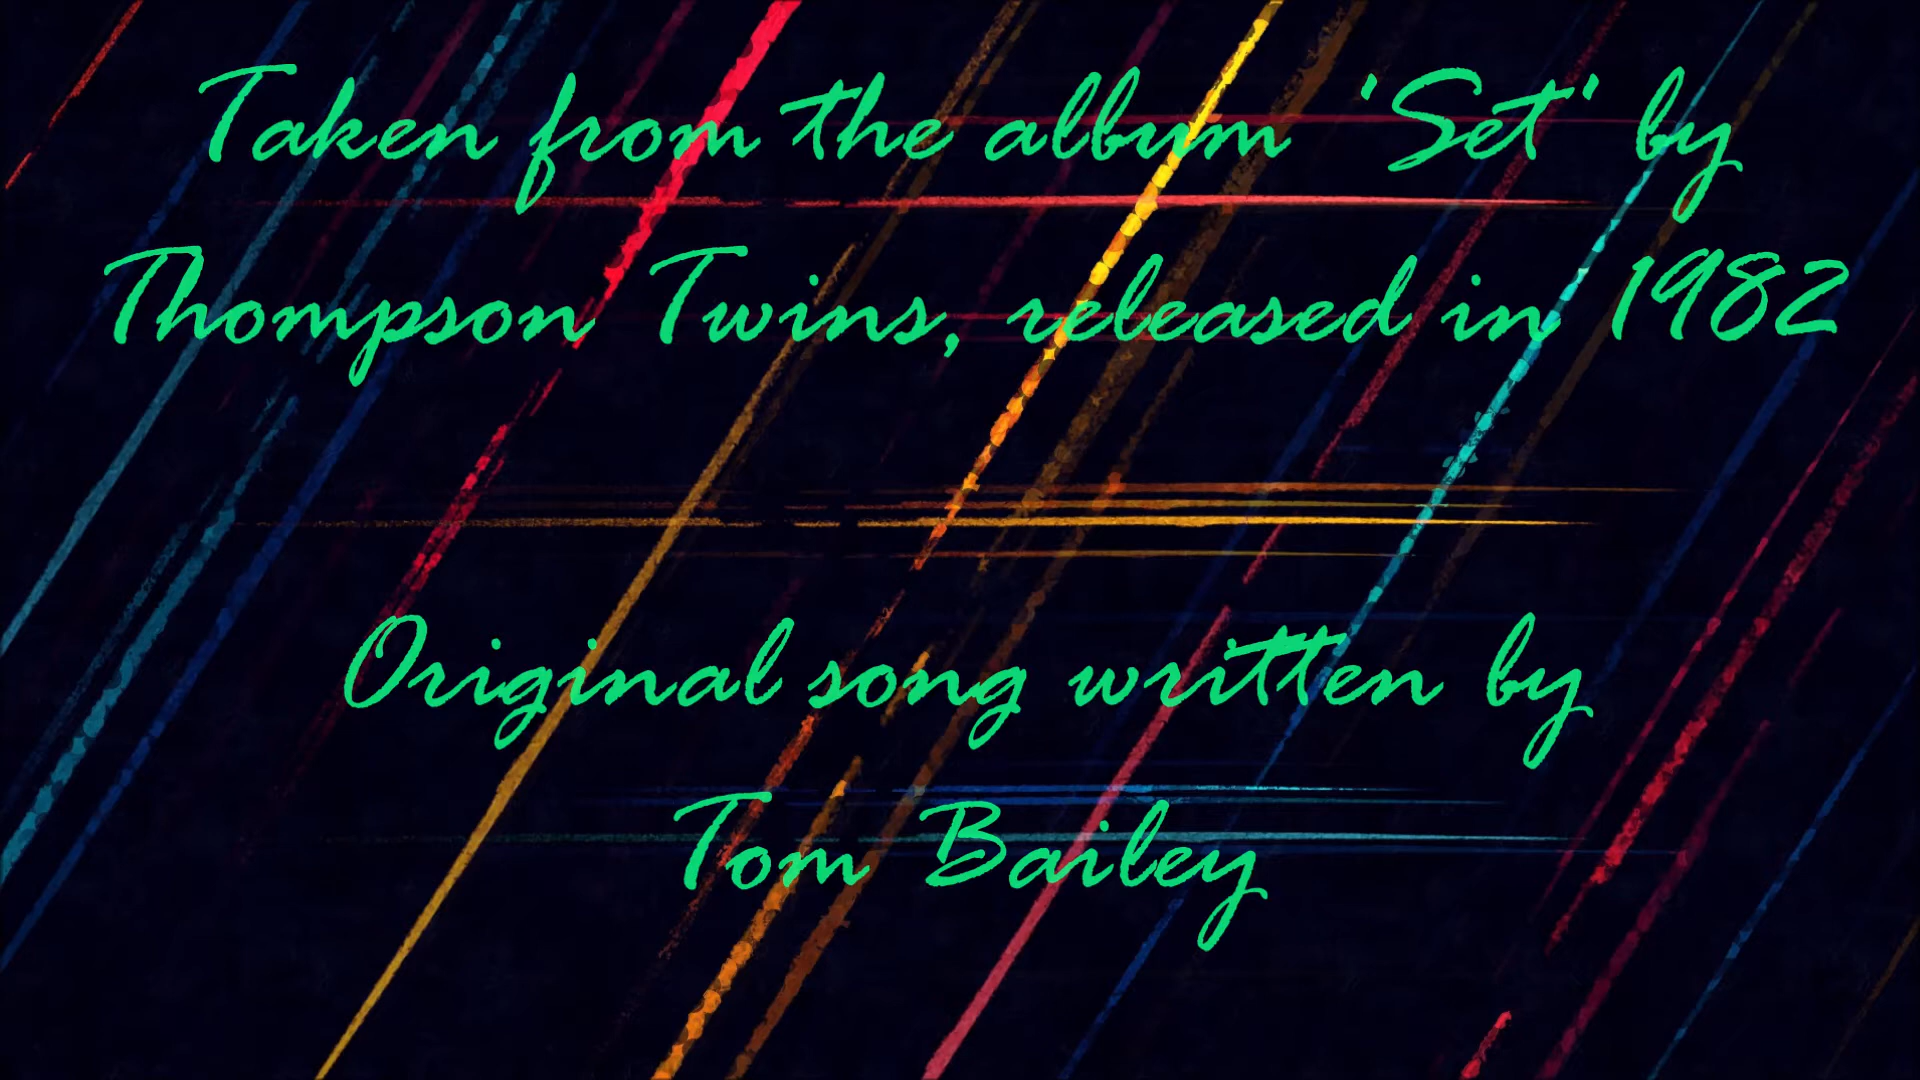 Taken from the album 'Set' by
Thompson Twins, released in 1982
Original song written by
Tom Bailey